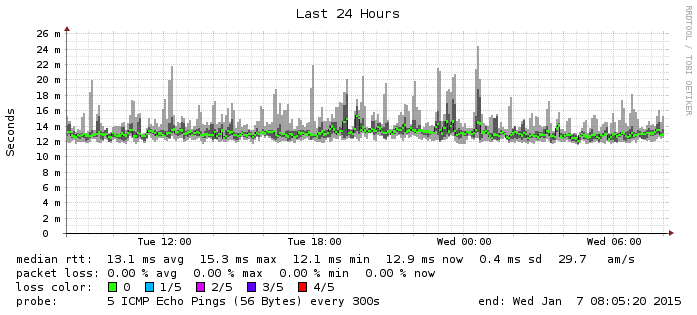 Last 24 Hours
RRDTOOL / TOBI OETIKER
Seconds
26 m
24 m
22 m
20 m
18 m
16 m
14 m
12 m
10 m
8 m
6 m
4 m
2 m
0
Tue 12:00 Tue 18:00 Wed 00:00 Wed 06:00
median rtt: 13.1 ms avg 15.3 ms max 12.1 ms min 12.9 ms now 0.4 ms sd 29.7 am/s
packet loss: 0.00 % avg 0.00 % max 0.00 % min 0.00 % now
loss color: 0 1/5 2/5 3/5 4/5
probe: 5 ICMP Echo Pings (56 Bytes) every 300s end: Wed Jan 7 08:05:20 2015